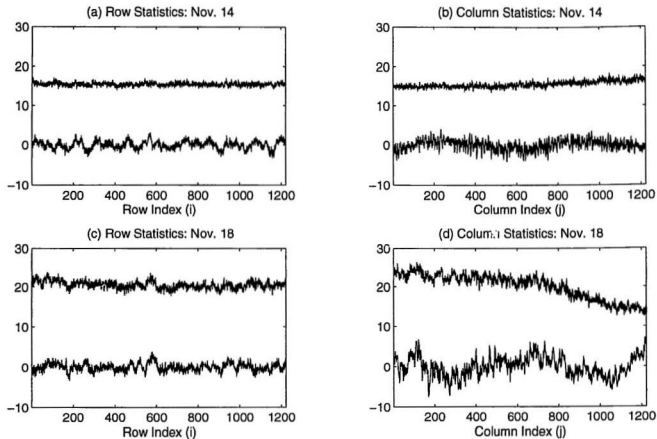 (a) Row Statistics: Nov. 14
30
20
10
0
−10
200 400 600 800 1000 1200
Row Index (i)
(b) Column Statistics: Nov. 14
30
20
10
0
−10
200 400 600 800 1000 1200
Column Index (j)
(c) Row Statistics: Nov. 18
30
20
10
0
−10
200 400 600 800 1000 1200
Row Index (i)
(d) Column Statistics: Nov. 18
30
20
10
0
−10
200 400 600 800 1000 1200
Column Index (j)